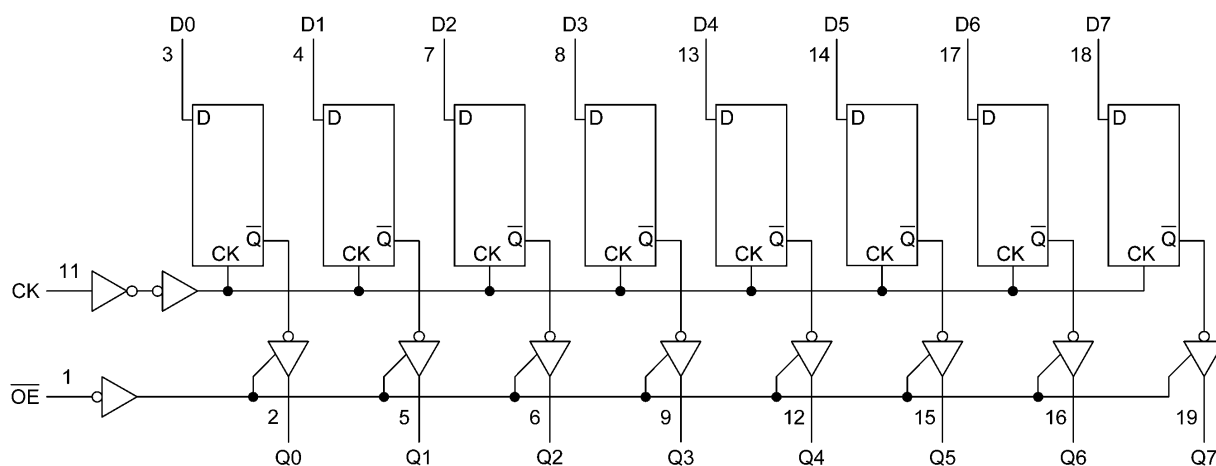 D0 D1 D2 D3 D4 D5 D6 D7
3 4 7 8 13 14 17 18
D D D D D D D D
Q̅ Q̅ Q̅ Q̅ Q̅ Q̅ Q̅ Q̅
CK CK CK CK CK CK CK CK
CK 11
O̅E̅ 1
2 5 6 9 12 15 16 19
Q0 Q1 Q2 Q3 Q4 Q5 Q6 Q7